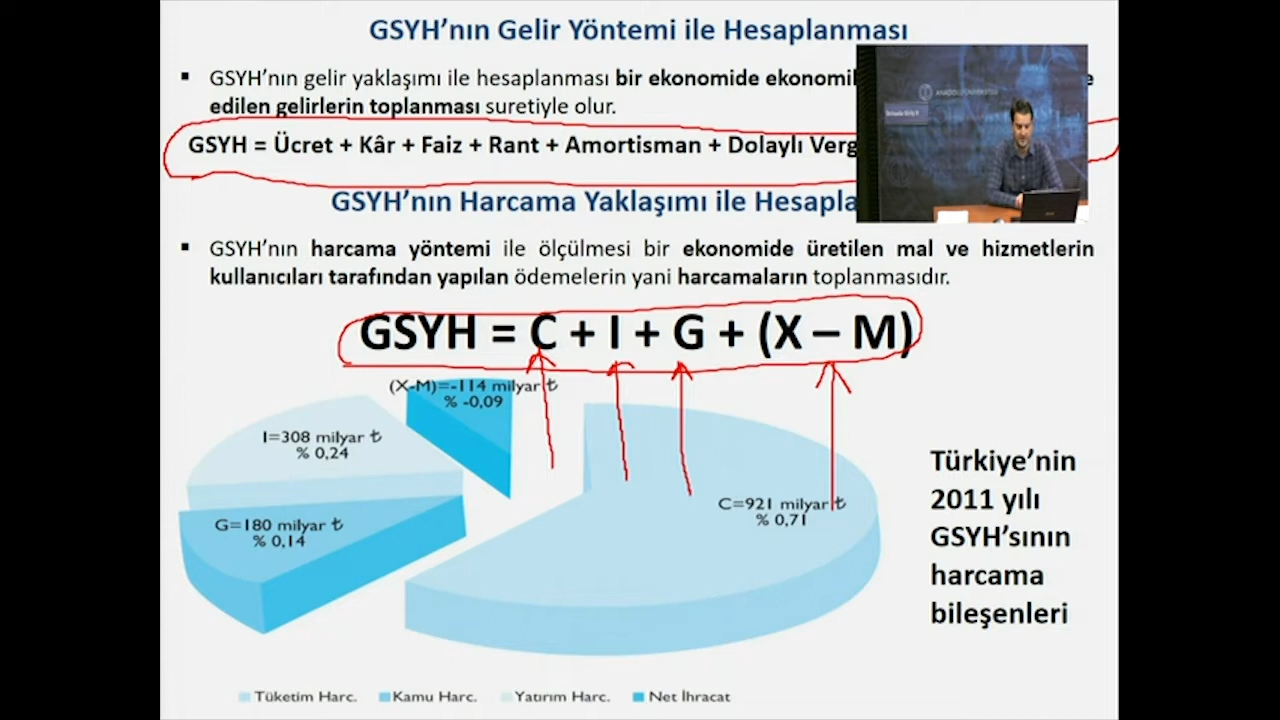 GSYH’nın Gelir Yöntemi ile Hesaplanması
▪ GSYH’nın gelir yaklaşımı ile hesaplanması bir ekonomide
edilen gelirlerin toplanması suretiyle olur.
GSYH = Ücret + Kâr + Faiz + Rant + Amortisman + Dolaylı
ANADOLU ÜNİVERSİTESİ
GSYH’nın Harcama Yaklaşımı ile
▪ GSYH’nın harcama yöntemi ile ölçülmesi bir ekonomide üretilen mal ve hizmetlerin
kullanıcıları tarafından yapılan ödemelerin yani harcamaların toplanmasıdır.
GSYH = C + I + G + (X – M)
(X-M)=-114 milyar ₺
% -0,09
I=308 milyar ₺
% 0,24
G=180 milyar ₺
% 0,14
C=921 milyar ₺
% 0,71
Türkiye’nin
2011 yılı
GSYH’sının
harcama
bileşenleri
Tüketim Harc. Kamu Harc. Yatırım Harc. Net İhracat